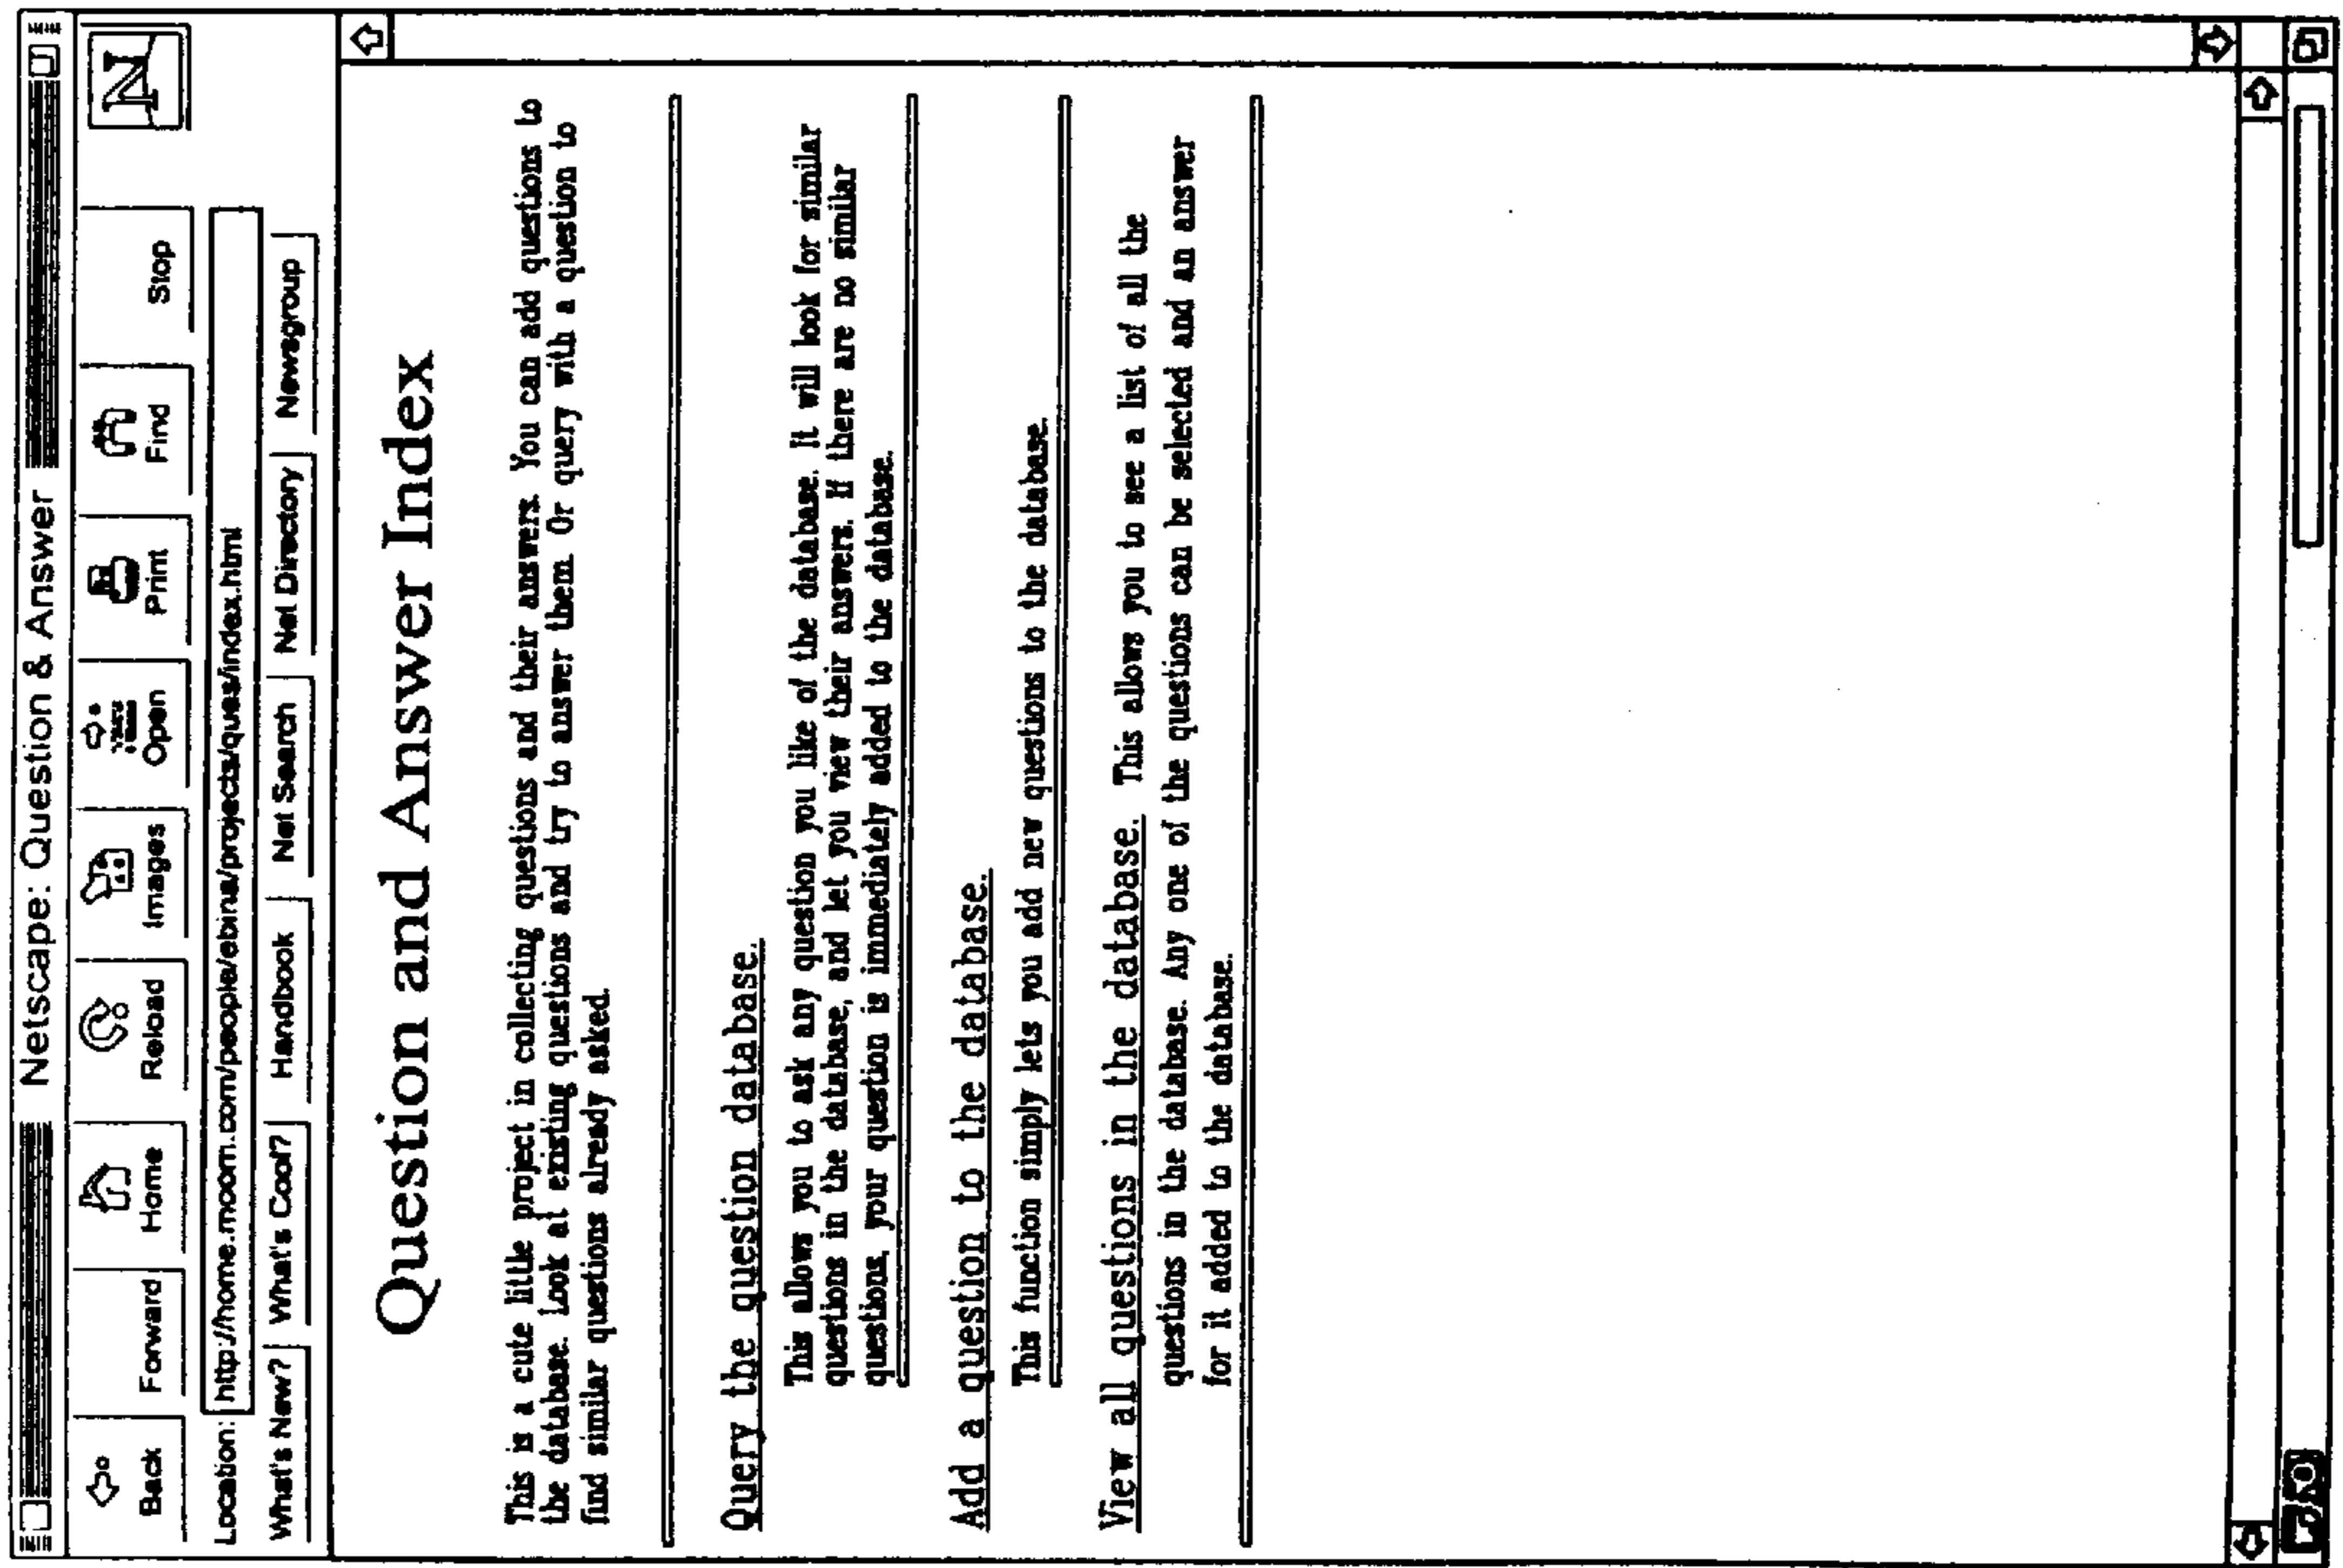 Netscape: Question & Answer
Back Forward Home Reload Images Open Print Find Stop
N
Location: http://home.mcom.com/people/ebina/projects/ques/index.html
What's New? What's Cool? Handbook Net Search Net Directory Newsgroup
Question and Answer Index
This is a cute little project in collecting questions and their answers. You can add questions to
the database. Look at existing questions and try to answer them. Or query with a question to
find similar questions already asked.
Query the question database.
This allows you to ask any question you like of the database. It will look for similar
questions in the database, and let you view their answers. If there are no similar
questions, your question is immediately added to the database.
Add a question to the database.
This function simply lets you add new questions to the database.
View all questions in the database. This allows you to see a list of all the
questions in the database. Any one of the questions can be selected and an answer
for it added to the database.